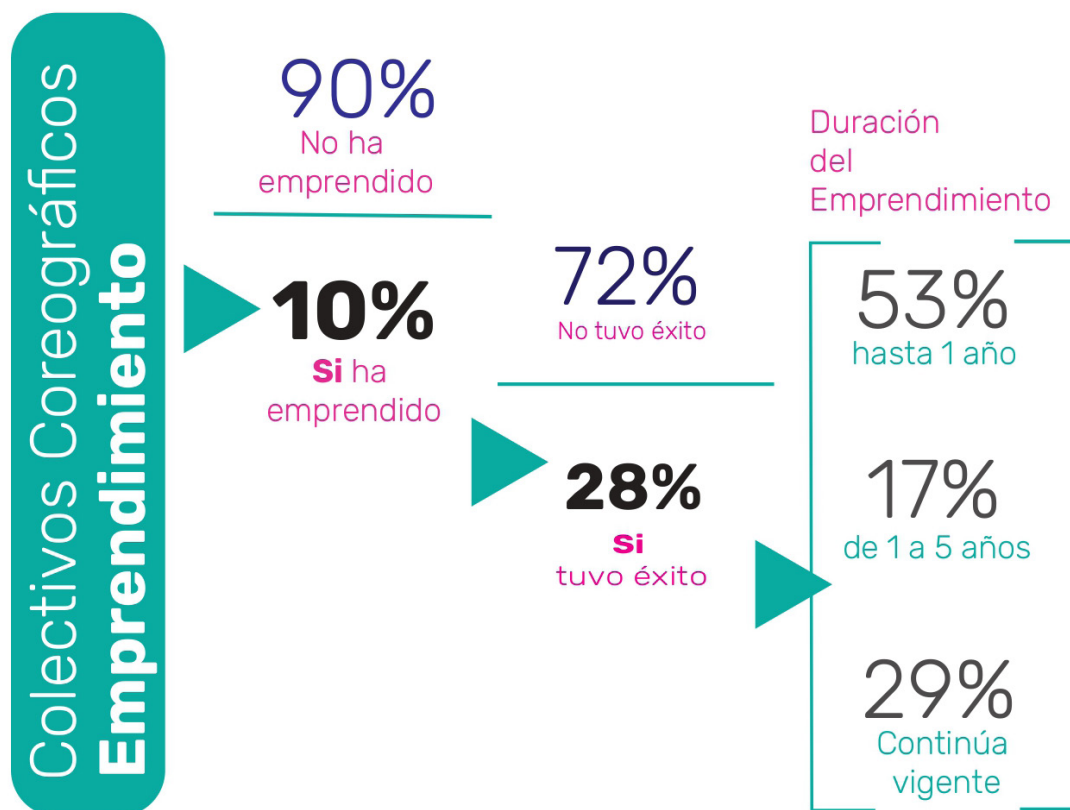 Colectivos Coreográficos
Emprendimiento
90%
No ha
emprendido
10%
Si ha
emprendido
72%
No tuvo éxito
28%
Si
tuvo éxito
Duración
del
Emprendimiento
53%
hasta 1 año
17%
de 1 a 5 años
29%
Continúa
vigente